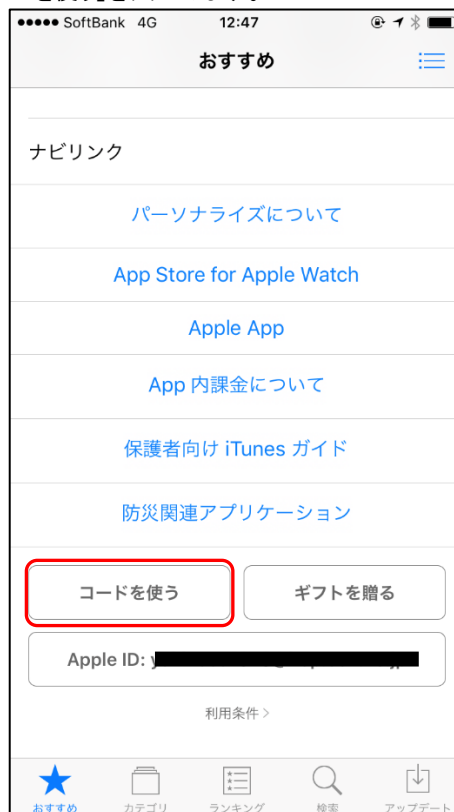 SoftBank 4G 12:47
おすすめ
ナビリンク
パーソナライズについて
App Store for Apple Watch
Apple App
App 内課金について
保護者向け iTunes ガイド
防災関連アプリケーション
コードを使う ギフトを贈る
Apple ID:
利用条件 >
おすすめ カテゴリ ランキング 検索 アップデート